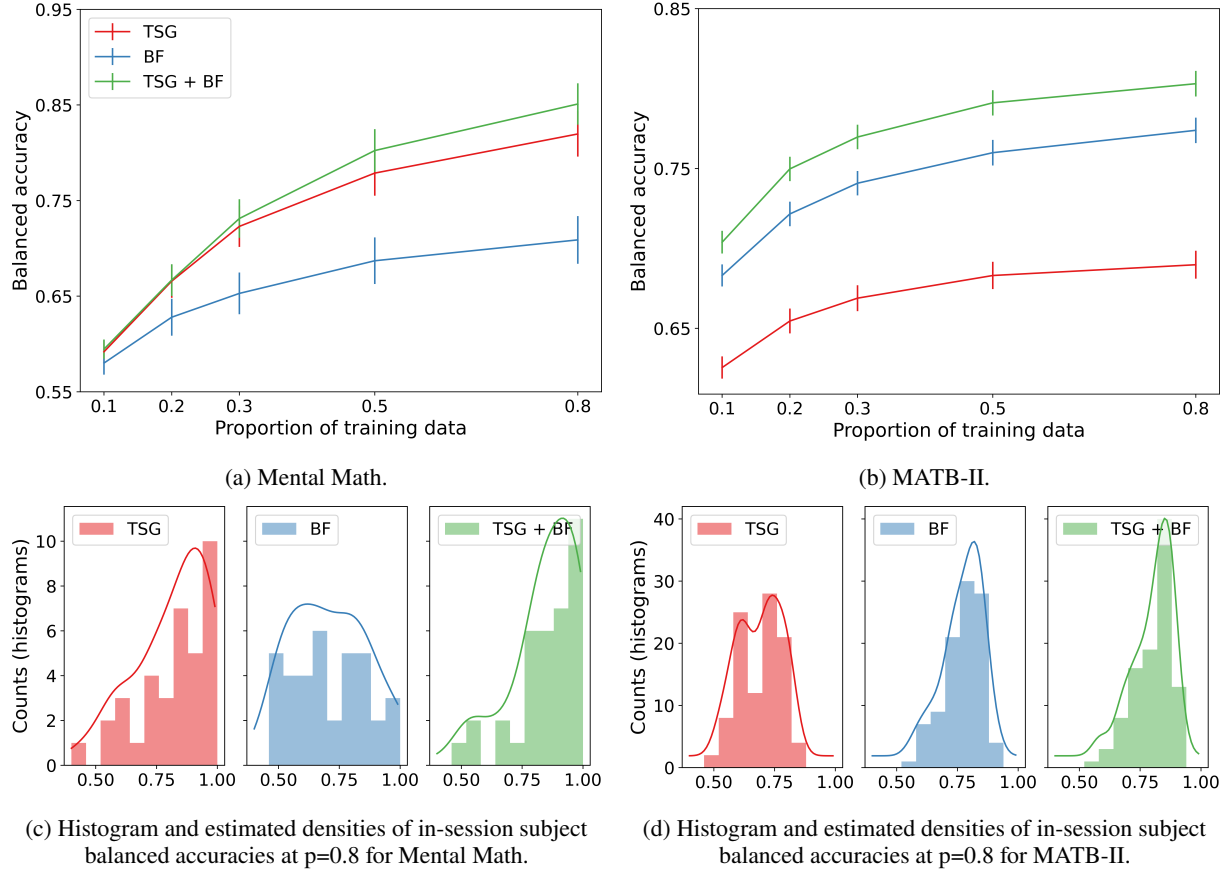 0.95
0.85
0.75
0.65
0.55
Balanced accuracy
TSG
BF
TSG + BF
0.1 0.2 0.3 0.5 0.8
Proportion of training data
(a) Mental Math.
0.85
0.75
0.65
Balanced accuracy
0.1 0.2 0.3 0.5 0.8
Proportion of training data
(b) MATB-II.
10
8
6
4
2
0
Counts (histograms)
TSG
BF
TSG + BF
0.50 0.75 1.00 0.50 0.75 1.00 0.50 0.75 1.00
(c) Histogram and estimated densities of in-session subject
balanced accuracies at p=0.8 for Mental Math.
40
30
20
10
0
Counts (histograms)
TSG
BF
TSG + BF
0.50 0.75 1.00 0.50 0.75 1.00 0.50 0.75 1.00
(d) Histogram and estimated densities of in-session subject
balanced accuracies at p=0.8 for MATB-II.